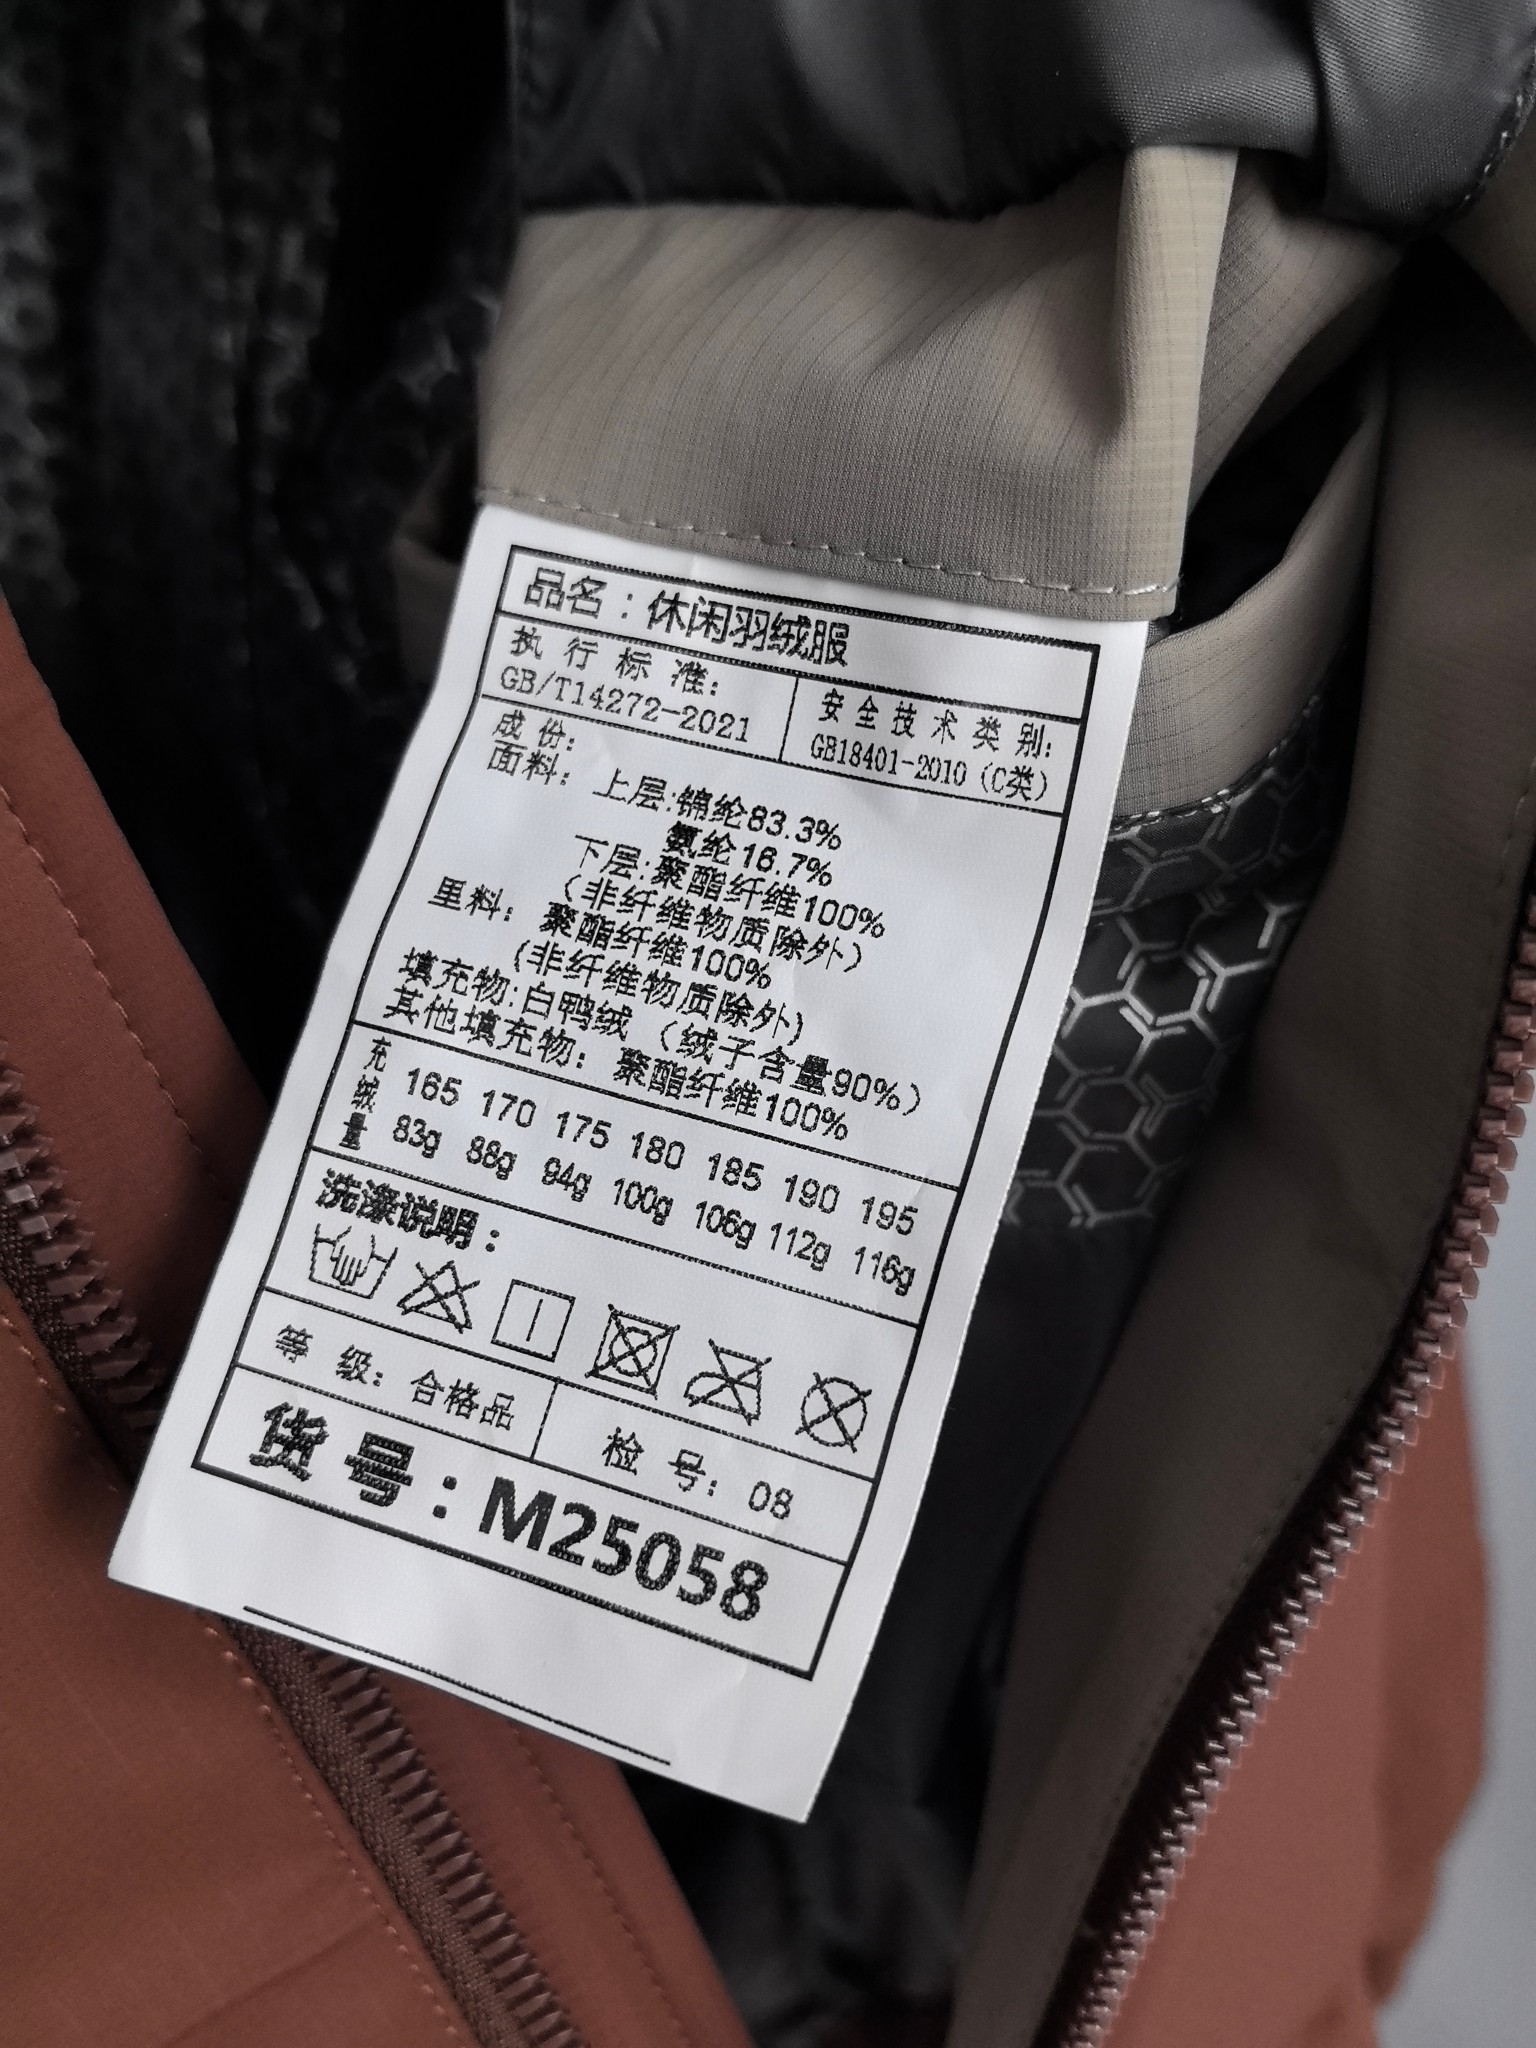 品名：休闲羽绒服
执行标准：
GB/T14272-2021
安全技术类别：
GB18401-2010（C类）
成份：
面料：上层：锦纶83.3%
氨纶16.7%
下层：聚酯纤维100%
（非纤维物质除外）
里料：聚酯纤维100%
（非纤维物质除外）
填充物：白鸭绒（绒子含量90%）
其他填充物：聚酯纤维100%
充绒量
165 170 175 180 185 190 195
83g 88g 94g 100g 106g 112g 116g
洗涤说明：
等级：合格品
检号：08
货号：M25058